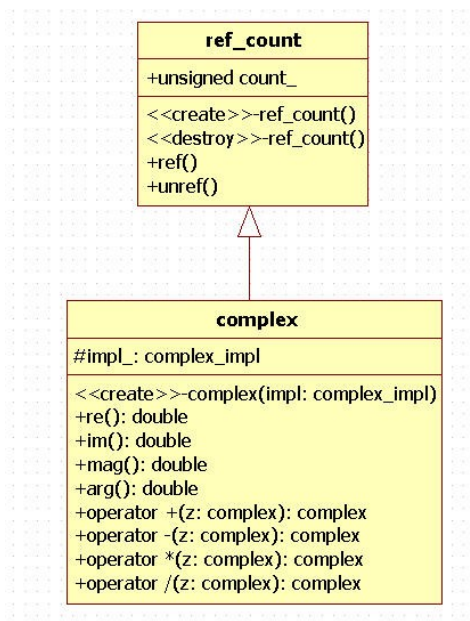 ref_count
+unsigned count_
<<create>>-ref_count()
<<destroy>>-ref_count()
+ref()
+unref()
complex
#impl_: complex_impl
<<create>>-complex(impl: complex_impl)
+re(): double
+im(): double
+mag(): double
+arg(): double
+operator +(z: complex): complex
+operator -(z: complex): complex
+operator *(z: complex): complex
+operator /(z: complex): complex